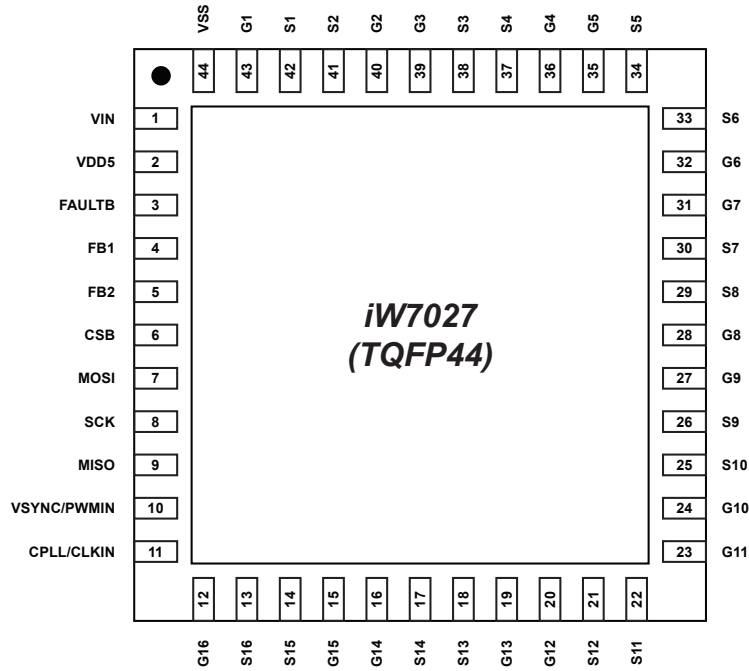 VSS G1 S1 S2 G2 G3 S3 S4 G4 G5 S5
44 43 42 41 40 39 38 37 36 35 34
VIN 1 33 S6
VDD5 2 32 G6
FAULTB 3 31 G7
FB1 4 30 S7
FB2 5 29 S8
CSB 6 28 G8
MOSI 7 27 G9
SCK 8 26 S9
MISO 9 25 S10
VSYNC/PWMIN 10 24 G10
CPLL/CLKIN 11 23 G11
iW7027
(TQFP44)
12 13 14 15 16 17 18 19 20 21 22
G16 S16 S15 G15 G14 S14 S13 G13 G12 S12 S11